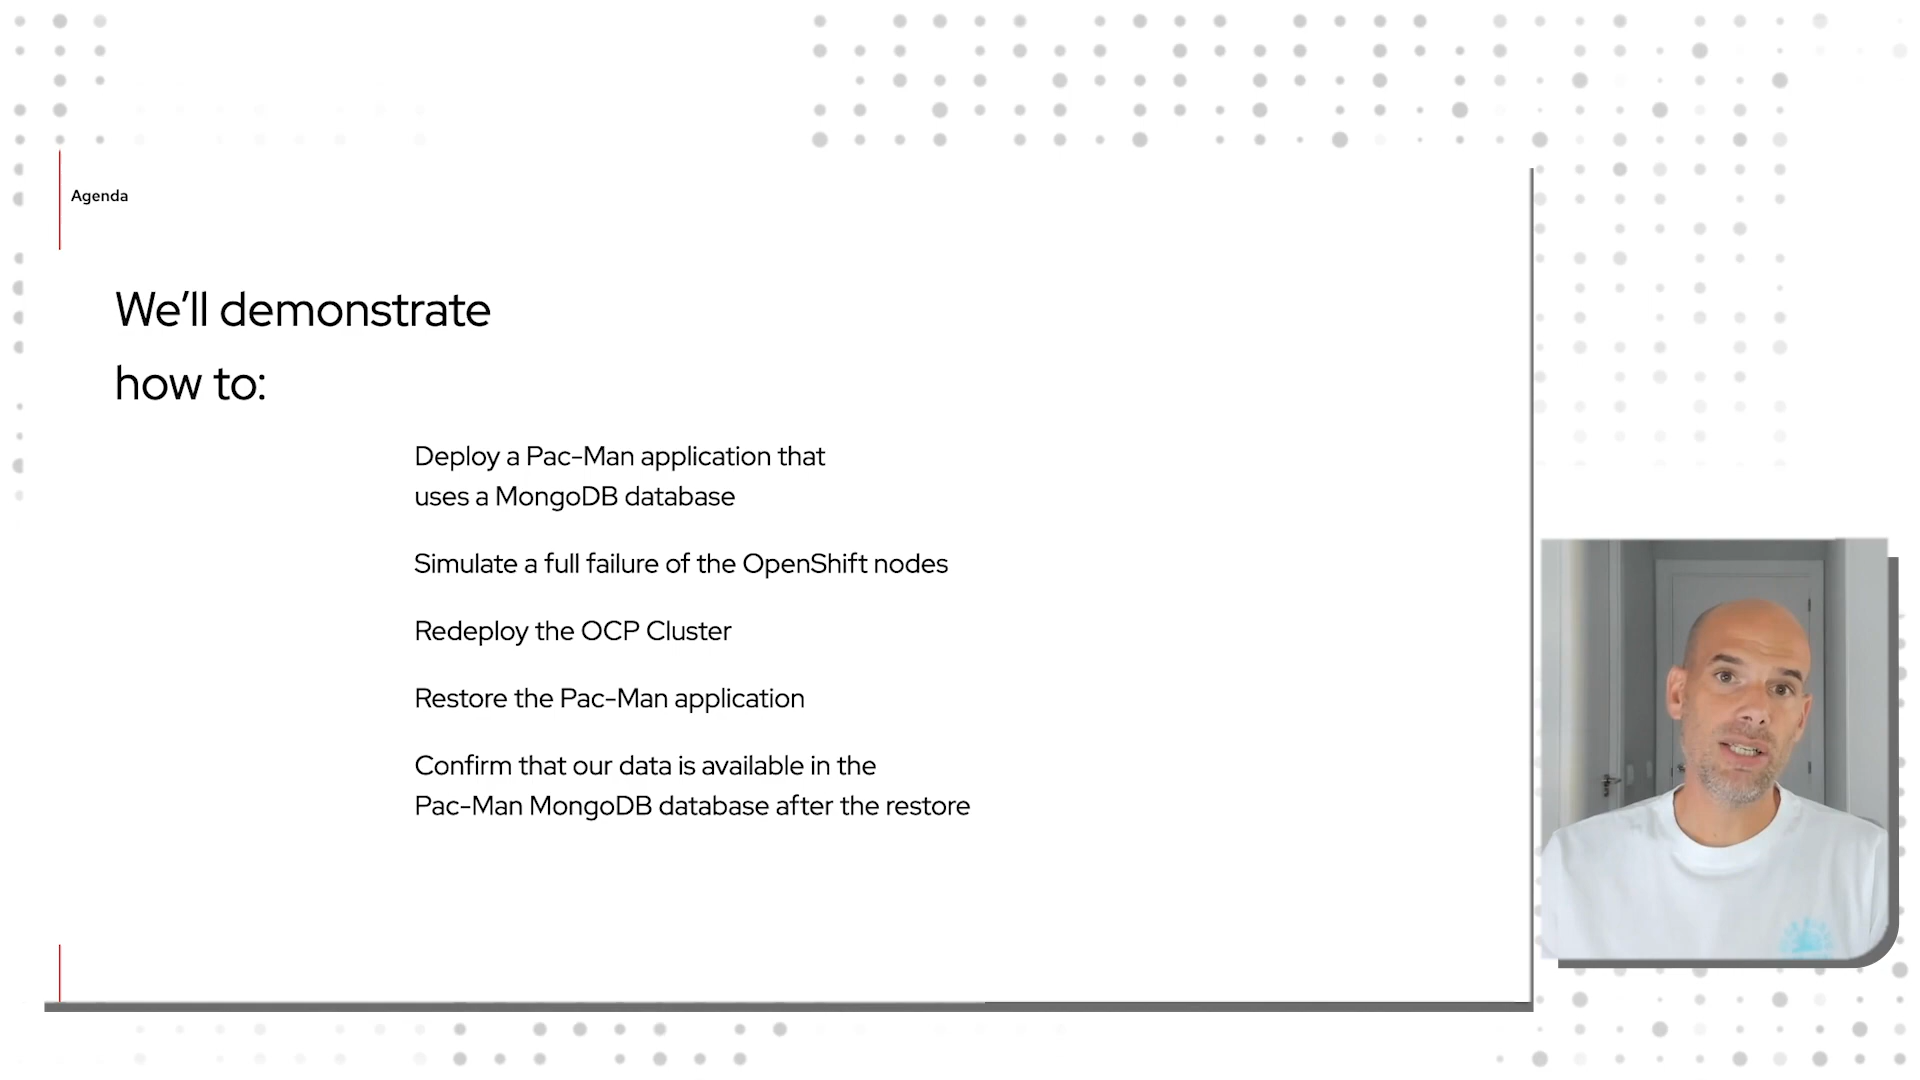 Agenda
We'll demonstrate
how to:
Deploy a Pac-Man application that
uses a MongoDB database
Simulate a full failure of the OpenShift nodes
Redeploy the OCP Cluster
Restore the Pac-Man application
Confirm that our data is available in the
Pac-Man MongoDB database after the restore